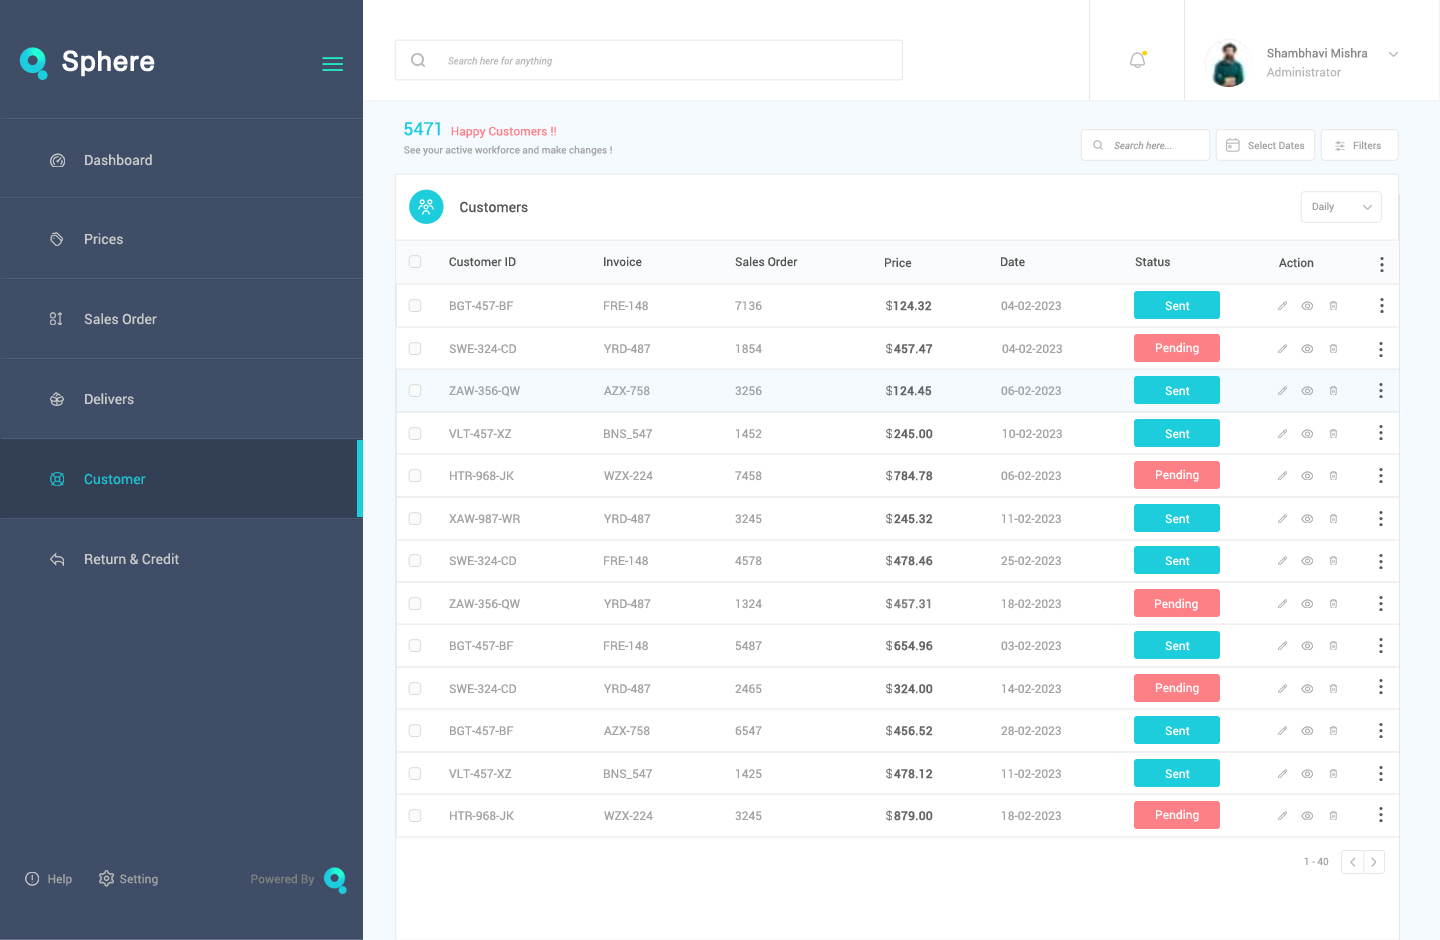 Sphere
Search here for anything
Shambhavi Mishra
Administrator
Dashboard
Prices
Sales Order
Delivers
Customer
Return & Credit
Help
Setting
Powered By
5471 Happy Customers !!
See your active workforce and make changes !
Search here...
Select Dates
Filters
Customers
Daily
Customer ID Invoice Sales Order Price Date Status Action
BGT-457-BF FRE-148 7136 $124.32 04-02-2023 Sent
SWE-324-CD YRD-487 1854 $457.47 04-02-2023 Pending
ZAW-356-QW AZX-758 3256 $124.45 06-02-2023 Sent
VLT-457-XZ BNS_547 1452 $245.00 10-02-2023 Sent
HTR-968-JK WZX-224 7458 $784.78 06-02-2023 Pending
XAW-987-WR YRD-487 3245 $245.32 11-02-2023 Sent
SWE-324-CD FRE-148 4578 $478.46 25-02-2023 Sent
ZAW-356-QW YRD-487 1324 $457.31 18-02-2023 Pending
BGT-457-BF FRE-148 5487 $654.96 03-02-2023 Sent
SWE-324-CD YRD-487 2465 $324.00 14-02-2023 Pending
BGT-457-BF AZX-758 6547 $456.52 28-02-2023 Sent
VLT-457-XZ BNS_547 1425 $478.12 11-02-2023 Sent
HTR-968-JK WZX-224 3245 $879.00 18-02-2023 Pending
1 - 40